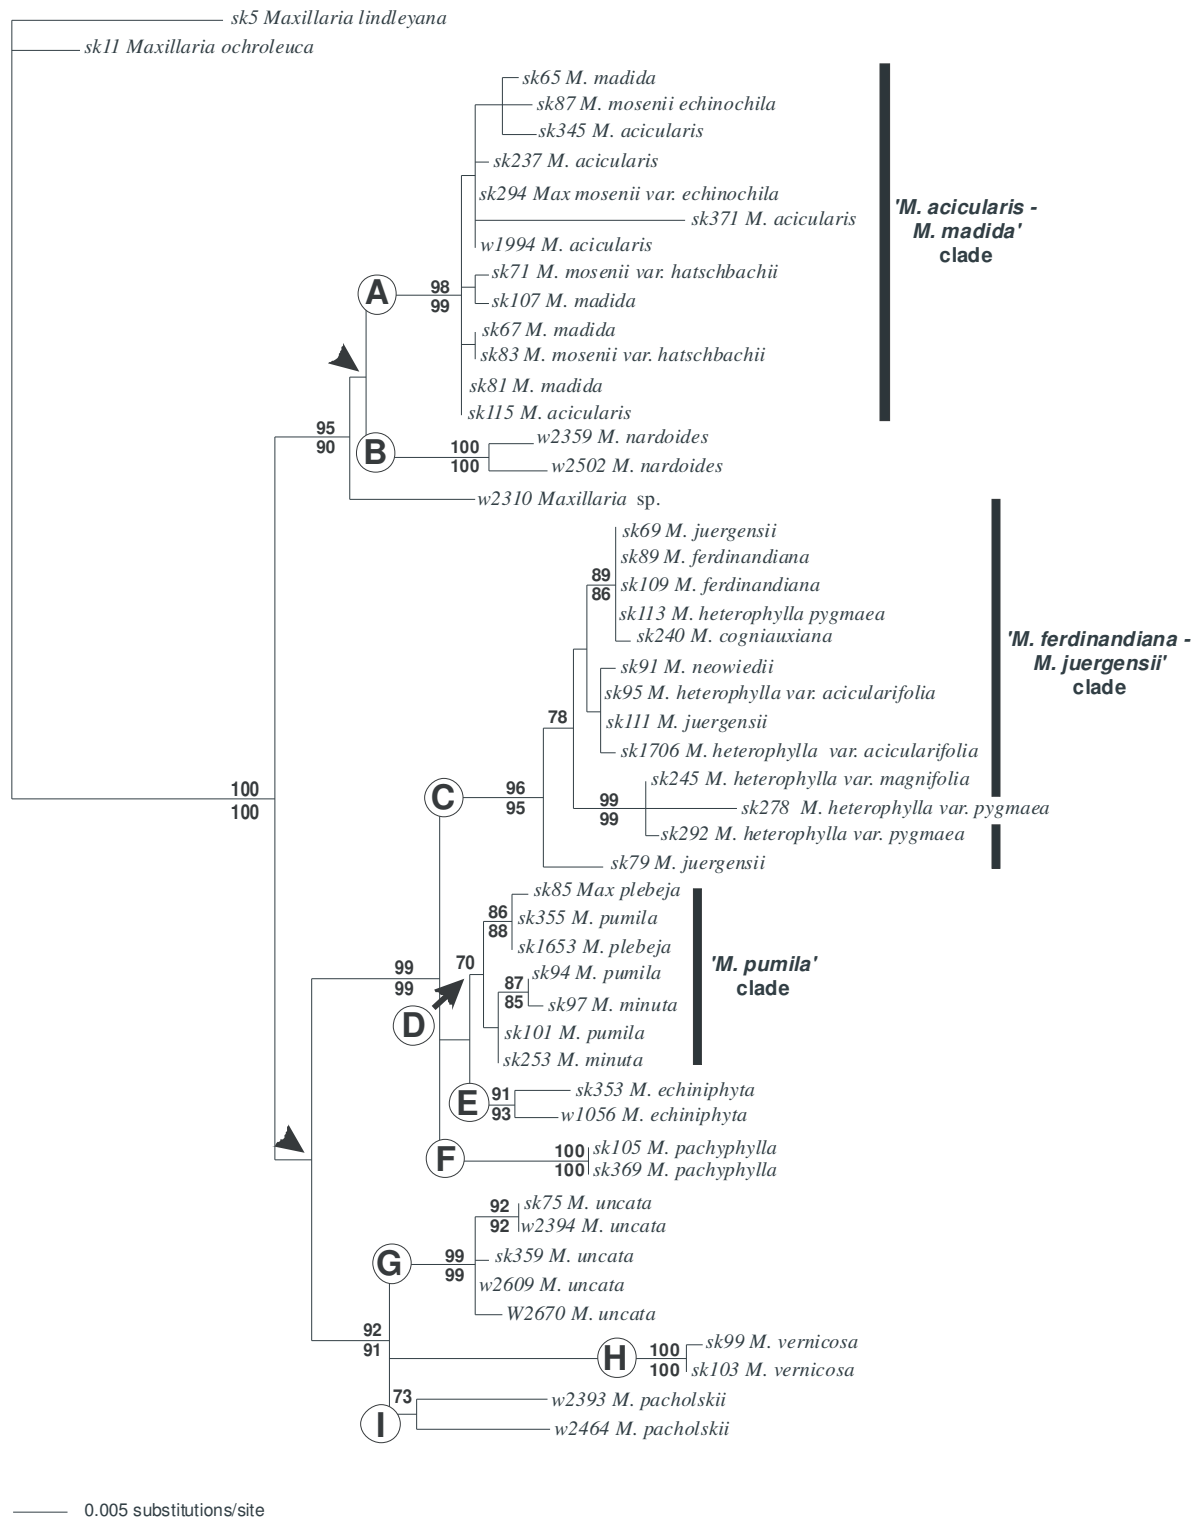 sk5 Maxillaria lindleyana
sk11 Maxillaria ochroleuca
sk65 M. madida
sk87 M. mosenii echinochila
sk345 M. acicularis
sk237 M. acicularis
sk294 Max mosenii var. echinochila
sk371 M. acicularis
w1994 M. acicularis
'M. acicularis -
M. madida'
clade
sk71 M. mosenii var. hatschbachii
A
98
99
sk107 M. madida
sk67 M. madida
sk83 M. mosenii var. hatschbachii
sk81 M. madida
sk115 M. acicularis
95
90
B
100
100
w2359 M. nardoides
w2502 M. nardoides
w2310 Maxillaria sp.
sk69 M. juergensii
sk89 M. ferdinandiana
89
86
sk109 M. ferdinandiana
sk113 M. heterophylla pygmaea
sk240 M. cogniauxiana
'M. ferdinandiana -
M. juergensii'
clade
sk91 M. neowiedii
sk95 M. heterophylla var. acicularifolia
78
sk111 M. juergensii
sk1706 M. heterophylla var. acicularifolia
sk245 M. heterophylla var. magnifolia
100
100
C
96
95
99
99
sk278 M. heterophylla var. pygmaea
sk292 M. heterophylla var. pygmaea
sk79 M. juergensii
sk85 Max plebeja
86
88
sk355 M. pumila
sk1653 M. plebeja
99
99
70
sk94 M. pumila
'M. pumila'
clade
87
85
sk97 M. minuta
D
sk101 M. pumila
sk253 M. minuta
E
91
93
sk353 M. echiniphyta
w1056 M. echiniphyta
F
100
100
sk105 M. pachyphylla
sk369 M. pachyphylla
92
92
sk75 M. uncata
w2394 M. uncata
G
99
99
sk359 M. uncata
w2609 M. uncata
W2670 M. uncata
92
91
H
100
100
sk99 M. vernicosa
sk103 M. vernicosa
I
73
w2393 M. pacholskii
w2464 M. pacholskii
0.005 substitutions/site